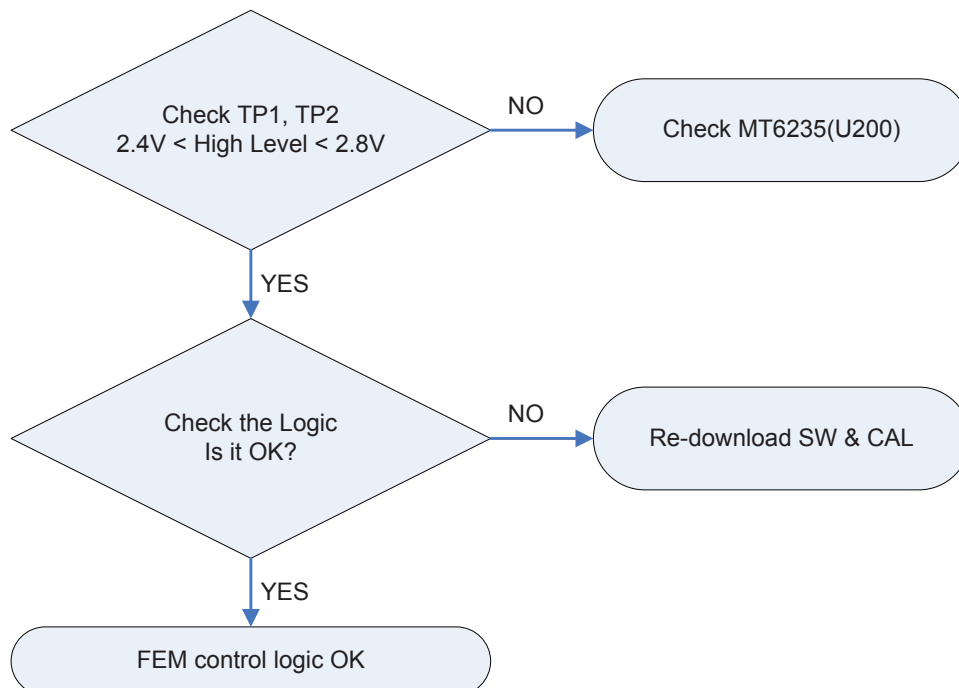 Check TP1, TP2
2.4V < High Level < 2.8V
NO
Check MT6235(U200)
YES
Check the Logic
Is it OK?
NO
Re-download SW & CAL
YES
FEM control logic OK